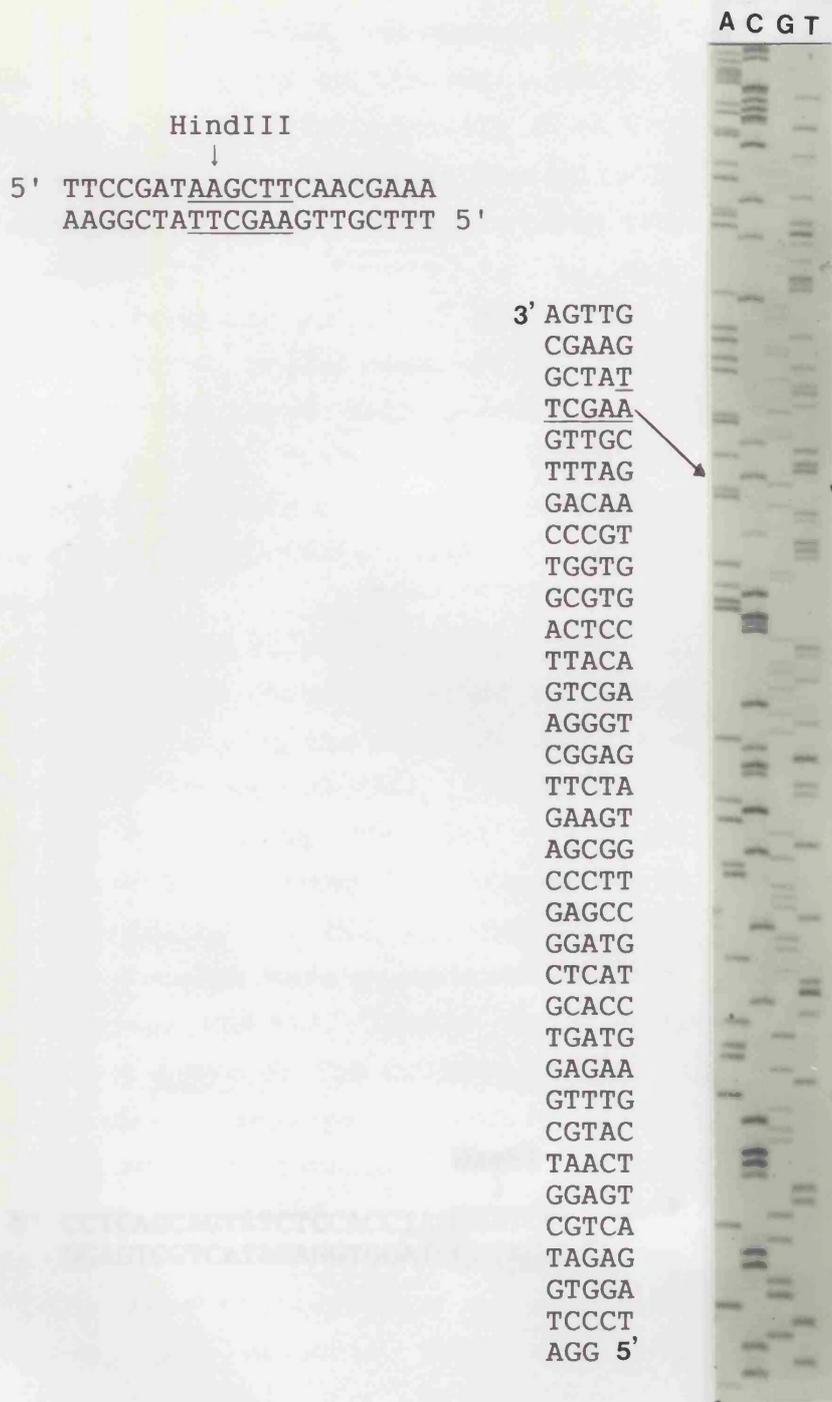 A C G T
HindIII
↓
5' TTCCGATAAGCTTCAACGAAA
AAGGCTATTCGAAGTTGCTTT 5'
3' AGTTG
CGAAG
GCTAT
TCGAA
GTTGC
TTTAG
GACAA
CCCGT
TGGTG
GCGTG
ACTCC
TTACA
GTCGA
AGGGT
CGGAG
TTCTA
GAAGT
AGCGG
CCCTT
GAGCC
GGATG
CTCAT
GCACC
TGATG
GAGAA
GTTTG
CGTAC
TAACT
GGAGT
CGTCA
TAGAG
GTGGA
TCCCT
AGG 5'